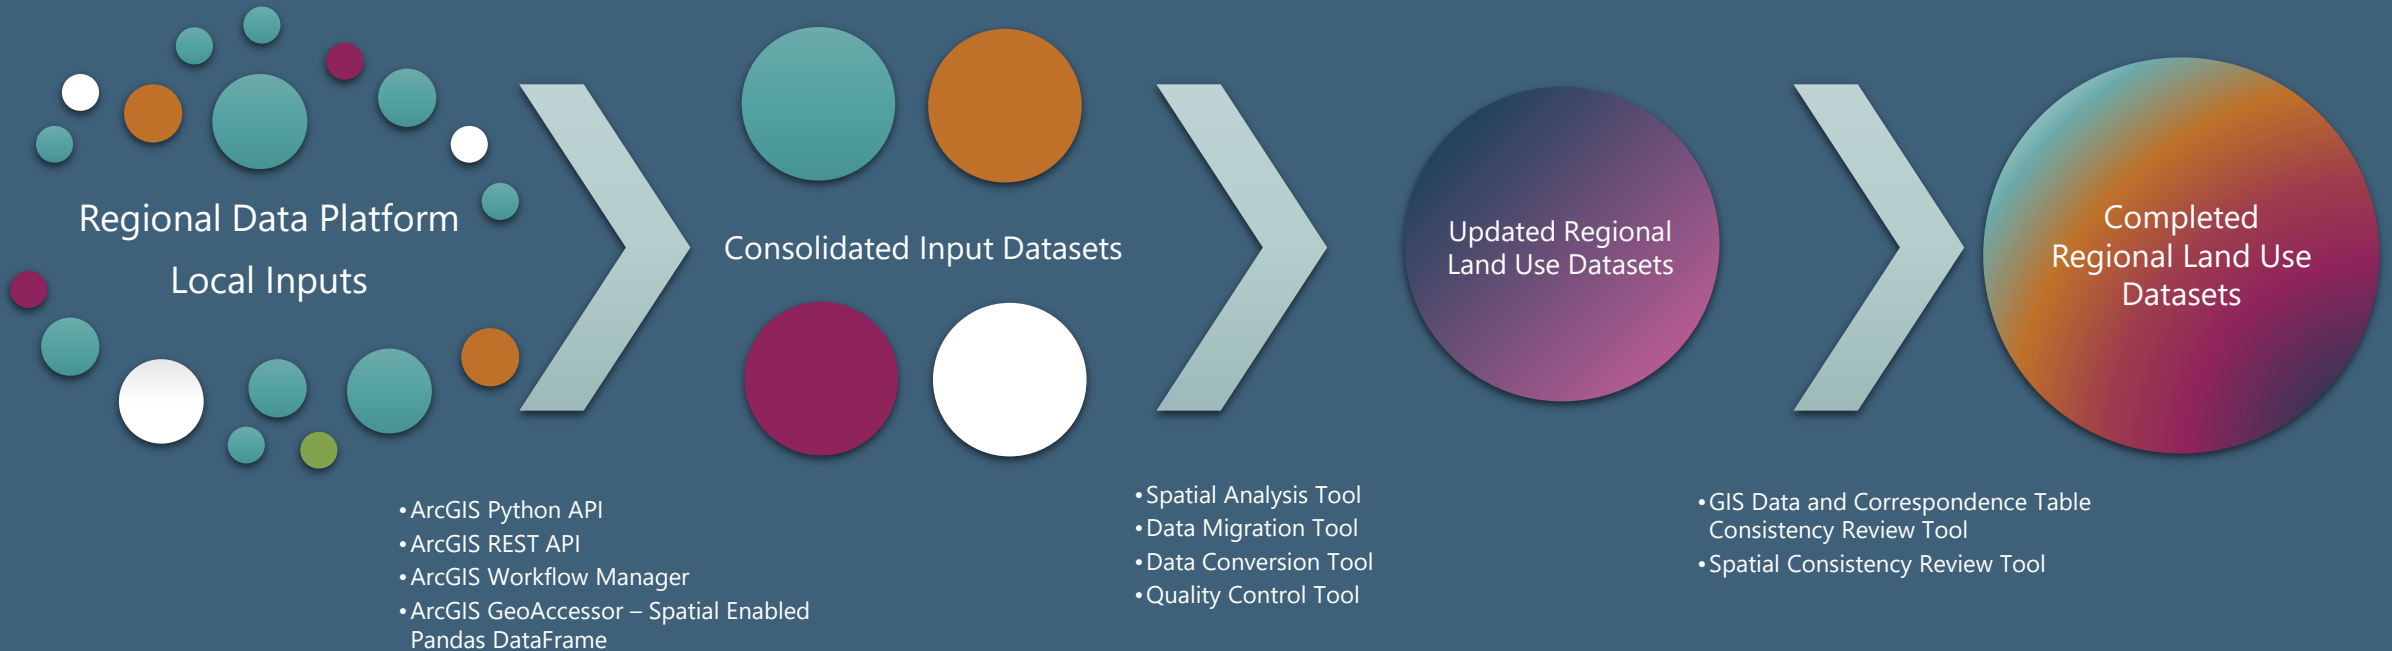 Regional Data Platform
Local Inputs
Consolidated Input Datasets
Updated Regional
Land Use Datasets
Completed
Regional Land Use
Datasets
•ArcGIS Python API
•ArcGIS REST API
•ArcGIS Workflow Manager
•ArcGIS GeoAccessor – Spatial Enabled
Pandas DataFrame
•Spatial Analysis Tool
•Data Migration Tool
•Data Conversion Tool
•Quality Control Tool
•GIS Data and Correspondence Table
Consistency Review Tool
•Spatial Consistency Review Tool